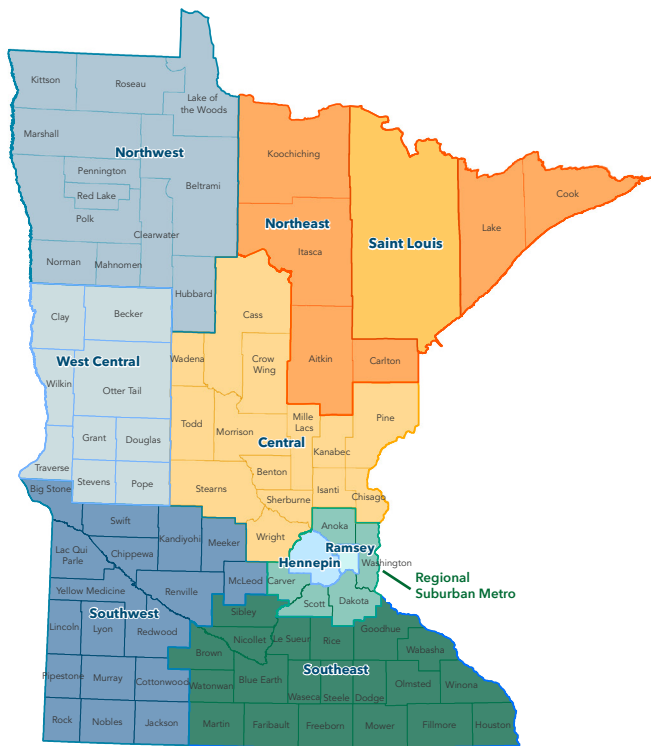 Kittson
Roseau
Lake of
the Woods
Marshall
Northwest
Koochiching
Pennington
Beltrami
Red Lake
Polk
Clearwater
Cook
Northeast
Lake
Saint Louis
Itasca
Norman
Mahnomen
Hubbard
Clay
Becker
Cass
West Central
Wadena
Crow
Wing
Aitkin
Carlton
Wilkin
Otter Tail
Todd
Morrison
Mille
Lacs
Pine
Grant
Douglas
Central
Kanabec
Traverse
Stevens
Pope
Benton
Big Stone
Stearns
Sherburne
Isanti
Chisago
Swift
Anoka
Lac Qui
Parle
Chippewa
Kandiyohi
Meeker
Wright
Ramsey
Hennepin
Washington
McLeod
Carver
Regional
Suburban Metro
Yellow Medicine
Renville
Scott
Dakota
Southwest
Sibley
Lincoln
Lyon
Redwood
Nicollet
Le Sueur
Rice
Goodhue
Brown
Wabasha
Southeast
Pipestone
Murray
Cottonwood
Watonwan
Blue Earth
Waseca
Steele
Dodge
Olmsted
Winona
Rock
Nobles
Jackson
Martin
Faribault
Freeborn
Mower
Fillmore
Houston